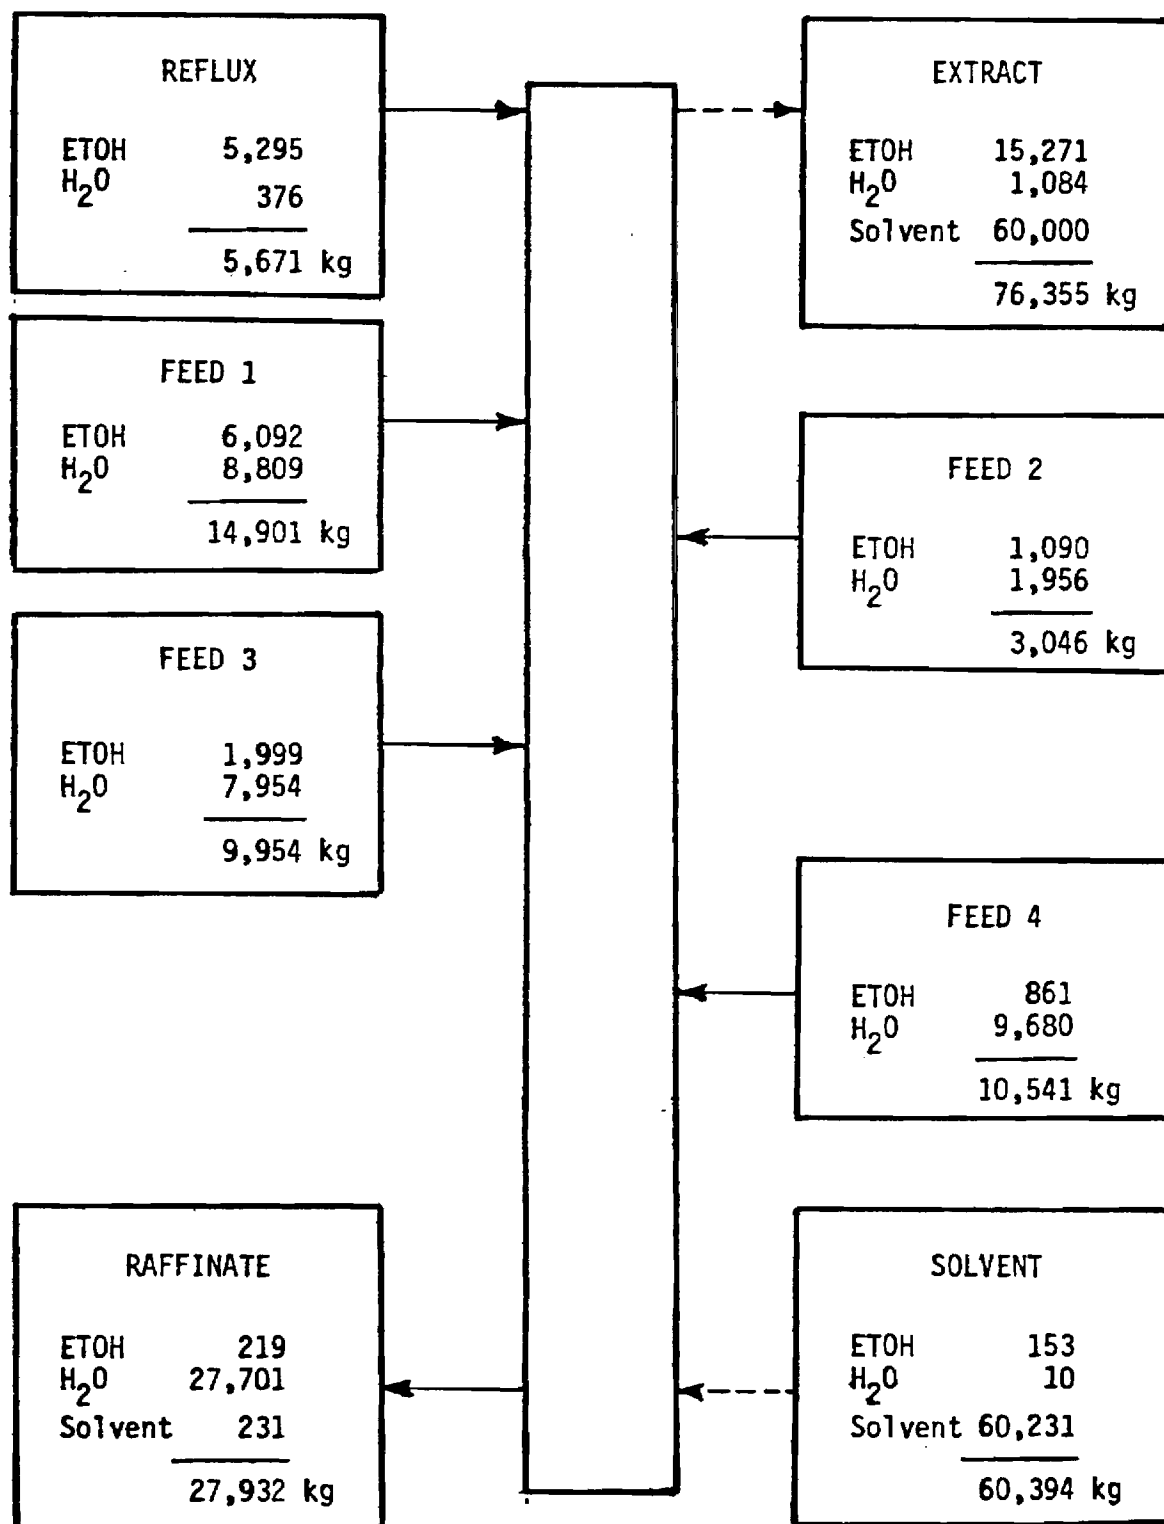 REFLUX
ETOH 5,295
H2O 376
5,671 kg
EXTRACT
ETOH 15,271
H2O 1,084
Solvent 60,000
76,355 kg
FEED 1
ETOH 6,092
H2O 8,809
14,901 kg
FEED 2
ETOH 1,090
H2O 1,956
3,046 kg
FEED 3
ETOH 1,999
H2O 7,954
9,954 kg
FEED 4
ETOH 861
H2O 9,680
10,541 kg
RAFFINATE
ETOH 219
H2O 27,701
Solvent 231
27,932 kg
SOLVENT
ETOH 153
H2O 10
Solvent 60,231
60,394 kg